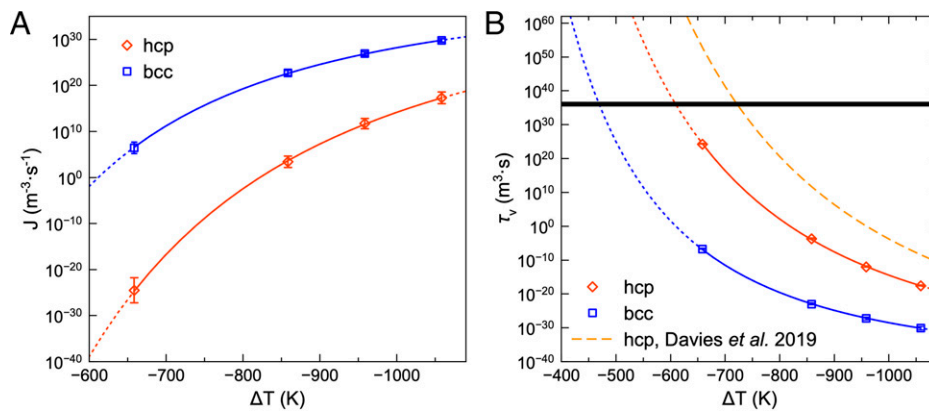 A
J (m⁻³·s⁻¹)
10³⁰
10²⁰
10¹⁰
10⁰
10⁻¹⁰
10⁻²⁰
10⁻³⁰
10⁻⁴⁰
hcp
bcc
−600 −700 −800 −900 −1000
ΔT (K)
B
τᵥ (m³·s)
10⁶⁰
10⁵⁰
10⁴⁰
10³⁰
10²⁰
10¹⁰
10⁰
10⁻¹⁰
10⁻²⁰
10⁻³⁰
10⁻⁴⁰
hcp
bcc
hcp, Davies et al. 2019
−400 −500 −600 −700 −800 −900 −1000
ΔT (K)